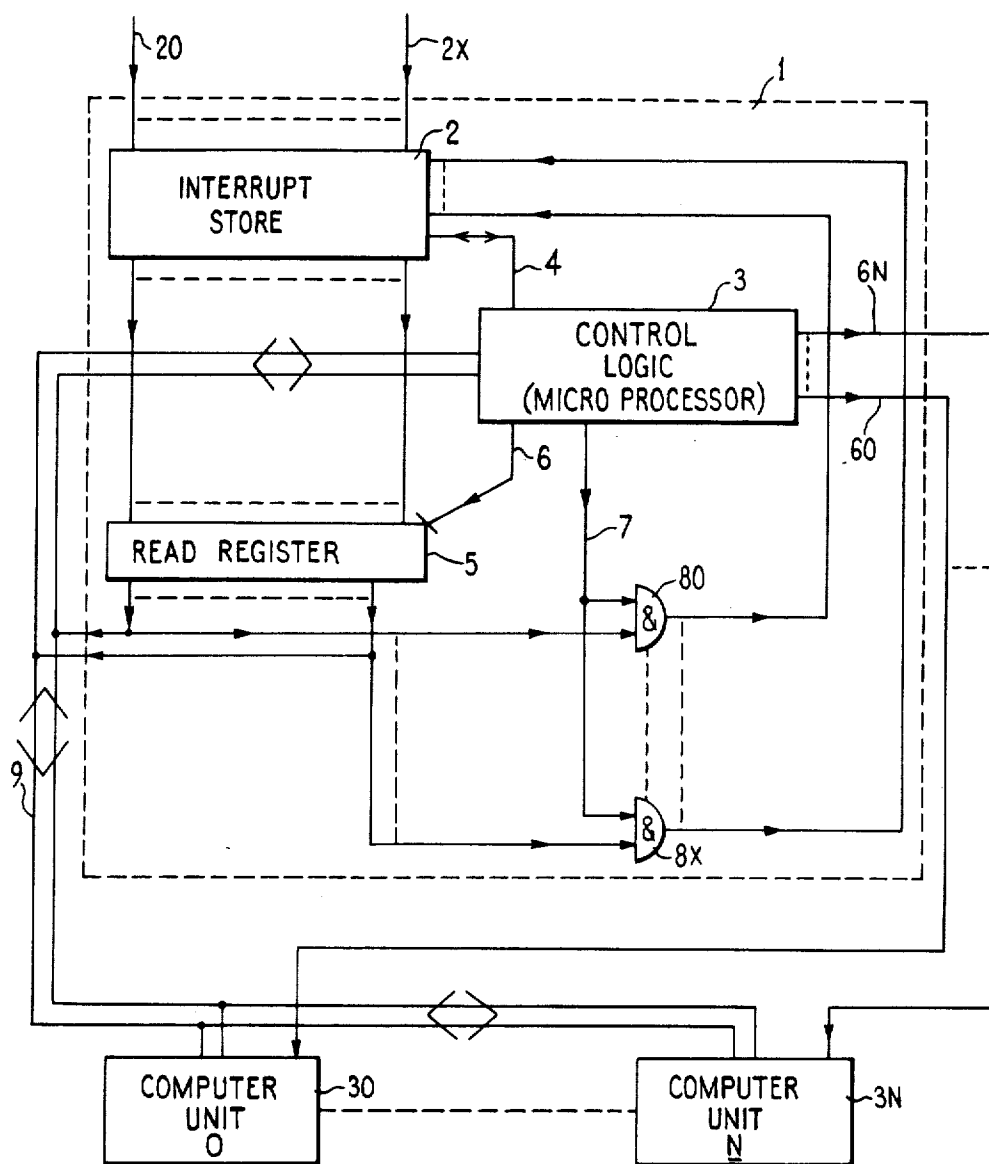 20
2X
1
2
INTERRUPT
STORE
4
3
6N
CONTROL
LOGIC
(MICRO PROCESSOR)
60
6
READ REGISTER
5
7
80
&
9
&
8X
COMPUTER
UNIT
O
30
COMPUTER
UNIT
N
3N